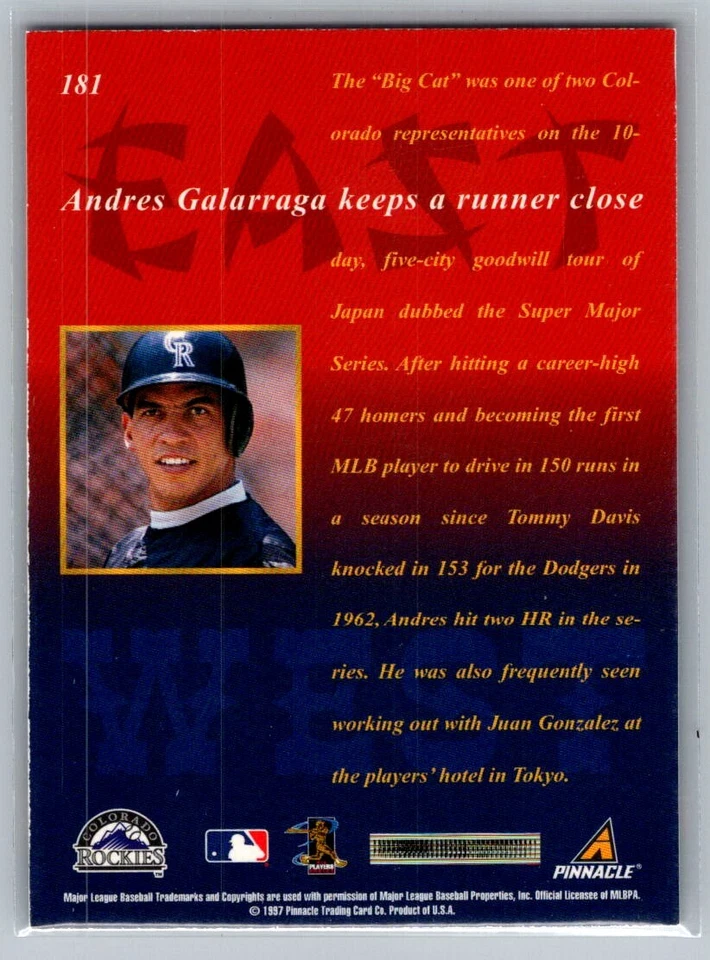 181
The “Big Cat” was one of two Col-
orado representatives on the 10-
EAST
Andres Galarraga keeps a runner close
day, five-city goodwill tour of
Japan dubbed the Super Major
Series. After hitting a career-high
CR
47 homers and becoming the first
MLB player to drive in 150 runs in
a season since Tommy Davis
knocked in 153 for the Dodgers in
1962, Andres hit two HR in the se-
WEST
ries. He was also frequently seen
working out with Juan Gonzalez at
the players’ hotel in Tokyo.
COLORADO
ROCKIES
TM
PLAYERS
PINNACLE®
Major League Baseball Trademarks and Copyrights are used with permission of Major League Baseball Properties, Inc. Official Licensee of MLBPA.
© 1997 Pinnacle Trading Card Co. Product of U.S.A.